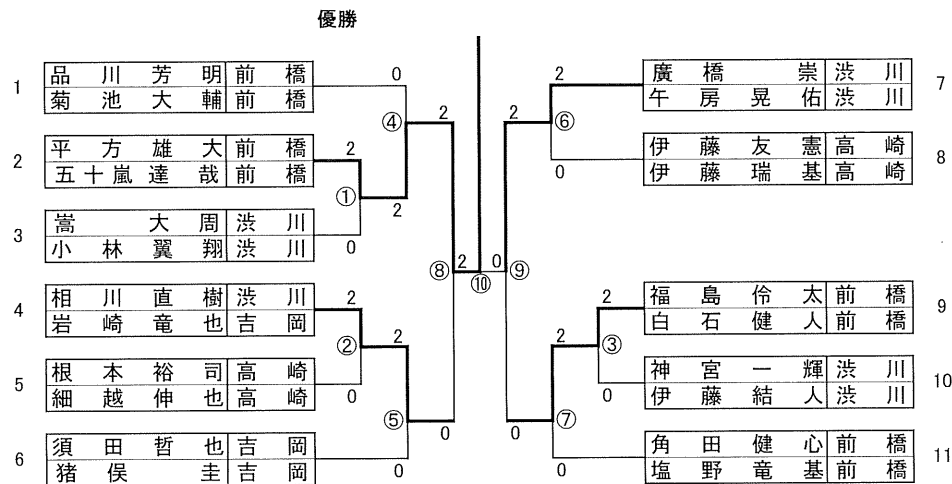 優勝
1 品川芳明 前橋
菊池大輔 前橋
2 平方雄大 前橋
五十嵐達哉 前橋
3 嵩大周 渋川
小林翼翔 渋川
4 相川直樹 渋川
岩崎竜也 吉岡
5 根本裕司 高崎
細越伸也 高崎
6 須田哲也 吉岡
猪俣圭 吉岡
0
④
2
2
①
2
0
2
②
2
0
⑤
0
0
⑧
2
⑩
0
⑨
2
⑥
2
0
2
③
2
0
⑦
0
0
廣橋崇 渋川 7
午房晃佑 渋川
伊藤友憲 高崎 8
伊藤瑞基 高崎
福島伶太 前橋 9
白石健人 前橋
神宮一輝 渋川 10
伊藤結人 渋川
角田健心 前橋 11
塩野竜基 前橋